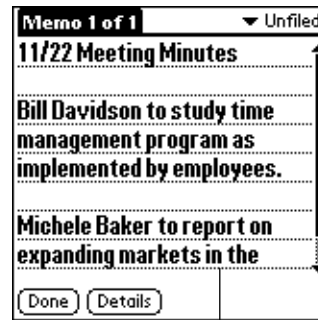 Memo 1 of 1
Unfiled
11/22 Meeting Minutes
Bill Davidson to study time
management program as
implemented by employees.
Michele Baker to report on
expanding markets in the
Done Details